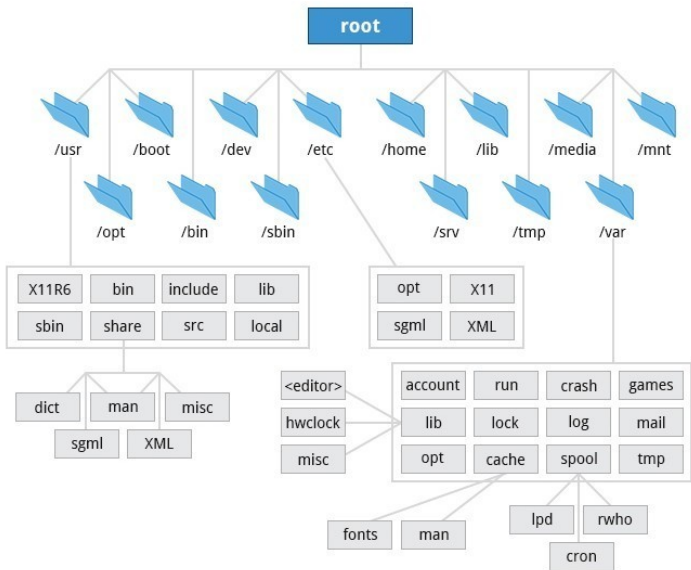 root
/usr
/boot
/dev
/etc
/home
/lib
/media
/mnt
/opt
/bin
/sbin
/srv
/tmp
/var
X11R6 bin include lib
sbin share src local
opt X11
sgml XML
dict man misc
sgml XML
<editor>
hwclock
misc
account run crash games
lib lock log mail
opt cache spool tmp
fonts man
lpd rwho
cron